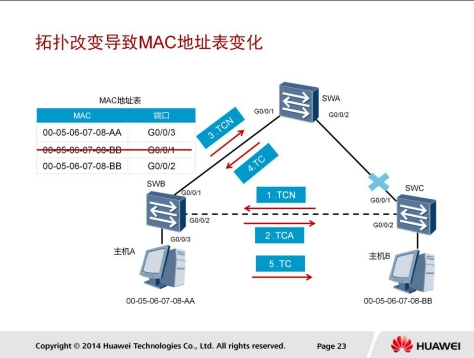 拓扑改变导致MAC地址表变化
MAC地址表
MAC 端口
00-05-06-07-08-AA G0/0/3
00-05-06-07-08-BB G0/0/1
00-05-06-07-08-BB G0/0/2
SWA
G0/0/1
G0/0/2
3 .TCN
4. TC
SWB
G0/0/1
G0/0/2
G0/0/3
1 .TCN
2 .TCA
5 .TC
SWC
G0/0/1
G0/0/2
主机A
00-05-06-07-08-AA
主机B
00-05-06-07-08-BB
Copyright © 2014 Huawei Technologies Co., Ltd. All rights reserved.
Page 23
HUAWEI